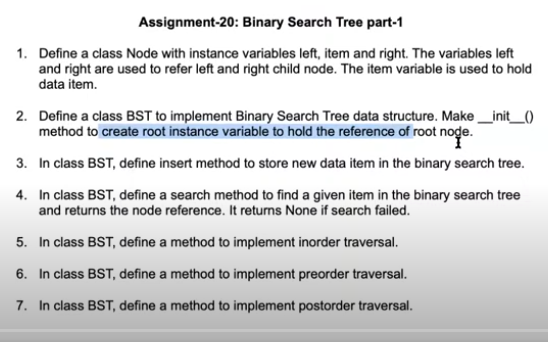 Assignment-20: Binary Search Tree part-1
1. Define a class Node with instance variables left, item and right. The variables left
and right are used to refer left and right child node. The item variable is used to hold
data item.
2. Define a class BST to implement Binary Search Tree data structure. Make __init__()
method to create root instance variable to hold the reference of root node.
3. In class BST, define insert method to store new data item in the binary search tree.
4. In class BST, define a search method to find a given item in the binary search tree
and returns the node reference. It returns None if search failed.
5. In class BST, define a method to implement inorder traversal.
6. In class BST, define a method to implement preorder traversal.
7. In class BST, define a method to implement postorder traversal.